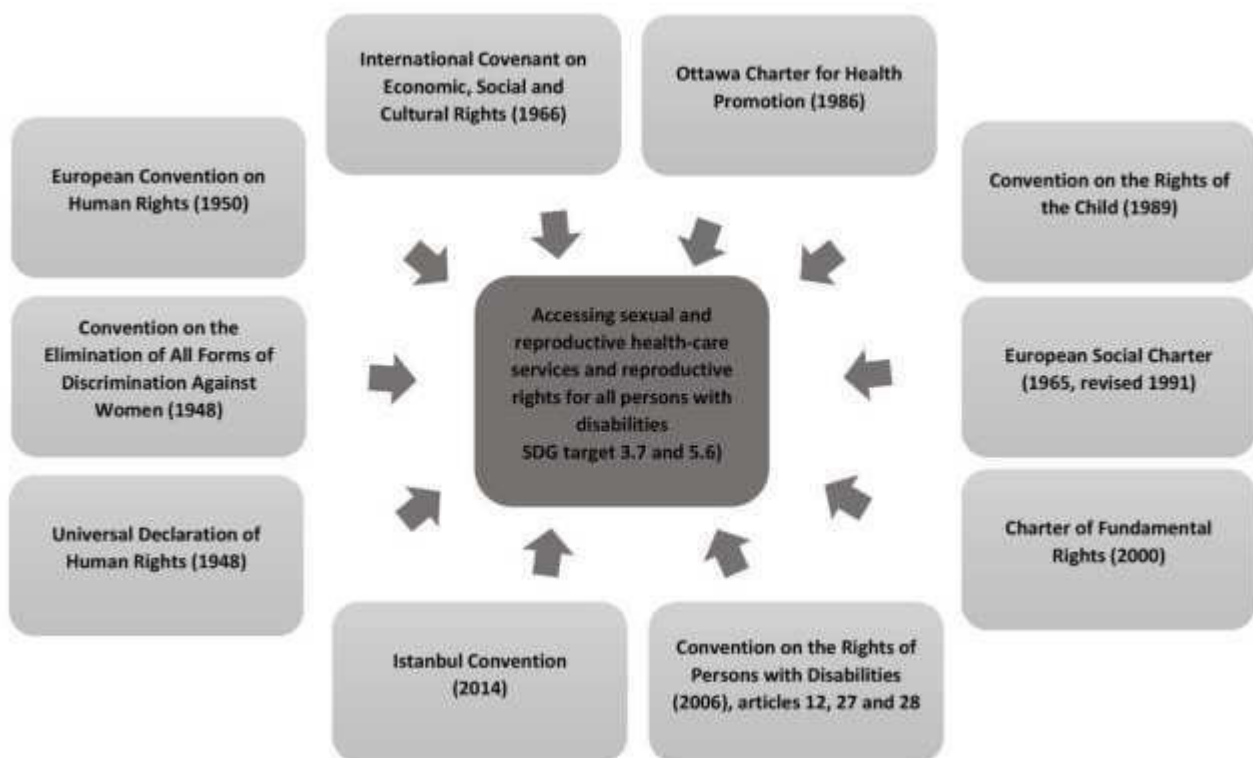 International Covenant on
Economic, Social and
Cultural Rights (1966)
Ottawa Charter for Health
Promotion (1986)
European Convention on
Human Rights (1950)
Convention on the Rights of
the Child (1989)
Convention on the
Elimination of All Forms of
Discrimination Against
Women (1948)
Accessing sexual and
reproductive health-care
services and reproductive
rights for all persons with
disabilities
SDG target 3.7 and 5.6)
European Social Charter
(1965, revised 1991)
Universal Declaration of
Human Rights (1948)
Charter of Fundamental
Rights (2000)
Istanbul Convention
(2014)
Convention on the Rights of
Persons with Disabilities
(2006), articles 12, 27 and 28